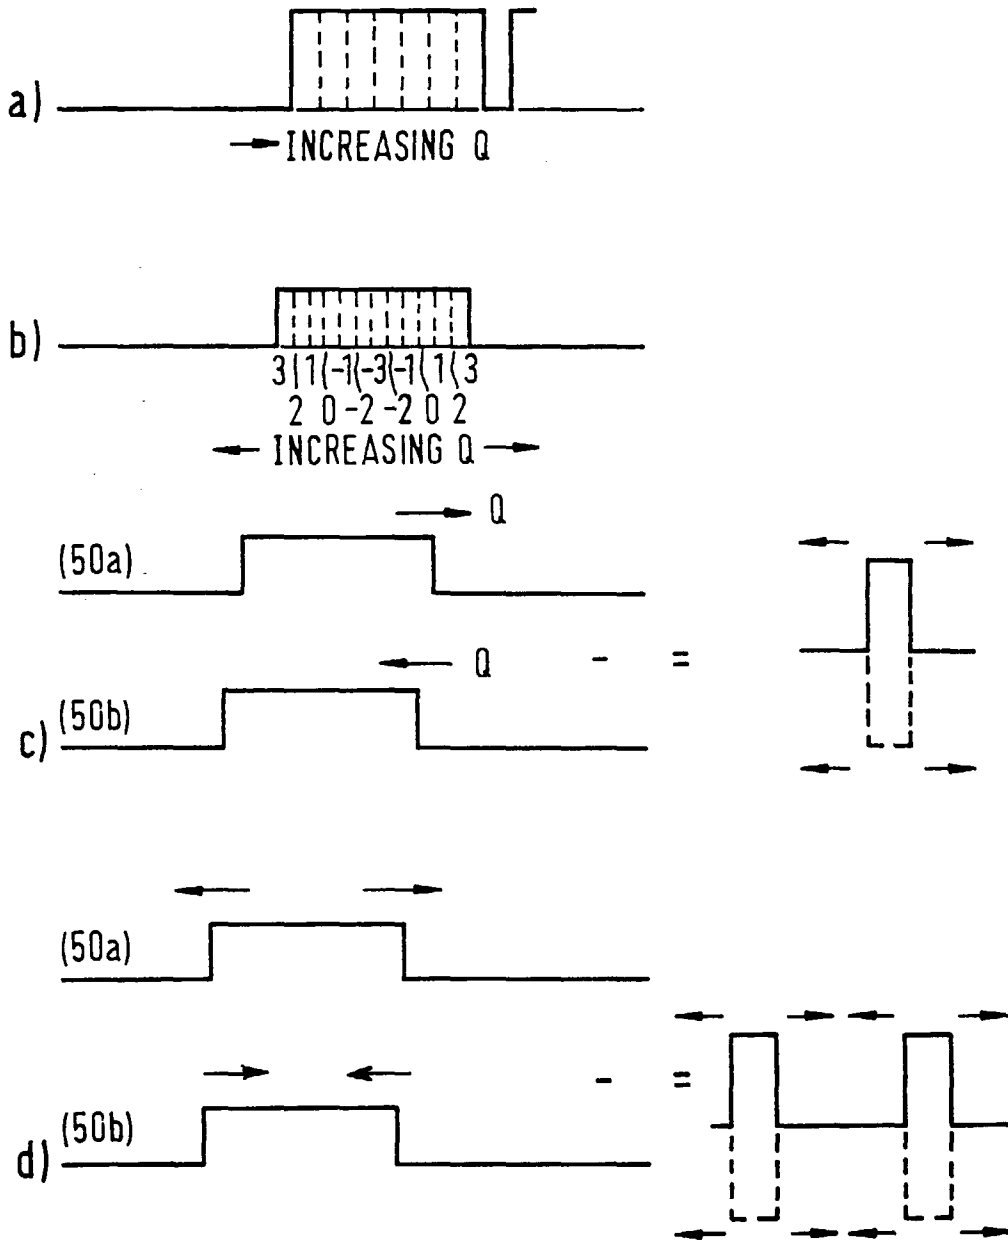 a)
→ INCREASING Q
b)
3 ( 1 ( -1 ( -3 ( -1 ( 1 ( 3
2 0 -2 -2 0 2
← INCREASING Q →
→ Q
(50a)
← Q - =
(50b)
c)
(50a)
- =
(50b)
d)